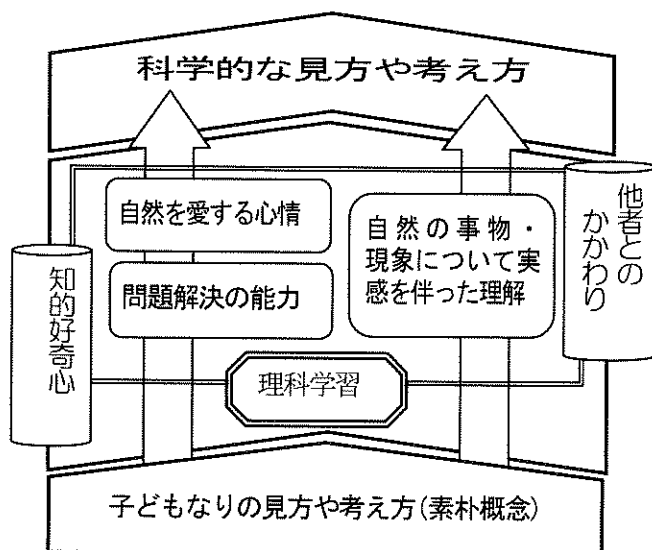 科学的な見方や考え方
他者との
かかわり
自然を愛する心情
自然の事物・
現象について実
感を伴った理解
知的好奇心
問題解決の能力
理科学習
子どもなりの見方や考え方(素朴概念)